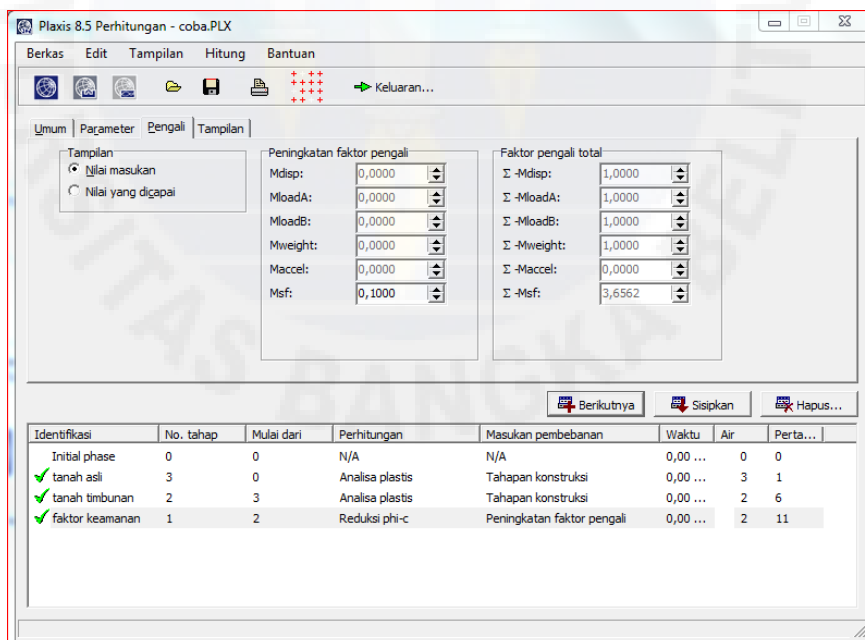 Plaxis 8.5 Perhitungan - coba.PLX
Berkas Edit Tampilan Hitung Bantuan
Keluaran...
Umum Parameter Pengali Tampilan
Tampilan
Nilai masukan
Nilai yang dicapai
Peningkatan faktor pengali
Mdisp: 0,0000
MloadA: 0,0000
MloadB: 0,0000
Mweight: 0,0000
Maccel: 0,0000
Msf: 0,1000
Faktor pengali total
Σ -Mdisp: 1,0000
Σ -MloadA: 1,0000
Σ -MloadB: 1,0000
Σ -Mweight: 1,0000
Σ -Maccel: 0,0000
Σ -Msf: 3,6562
Berikutnya Sisipkan Hapus...
Identifikasi No. tahap Mulai dari Perhitungan Masukan pembebanan Waktu Air Perta...
Initial phase 0 0 N/A N/A 0,00 ... 0 0
tanah asli 3 0 Analisa plastis Tahapan konstruksi 0,00 ... 3 1
tanah timbunan 2 3 Analisa plastis Tahapan konstruksi 0,00 ... 2 6
faktor keamanan 1 2 Reduksi phi-c Peningkatan faktor pengali 0,00 ... 2 11
SITAS BANGKA BELIT